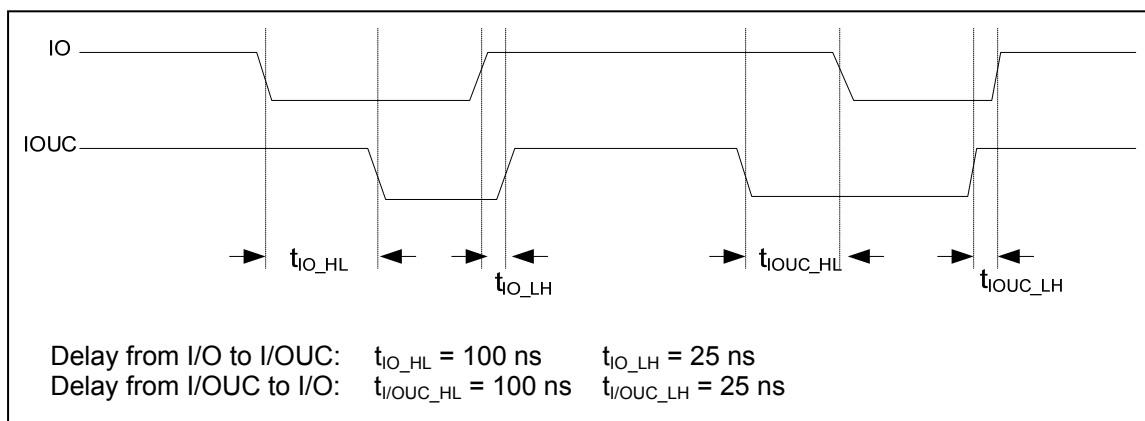 IO
IOUC
tIO_HL
tIO_LH
tIOUC_HL
tIOUC_LH
Delay from I/O to I/OUC: tIO_HL = 100 ns tIO_LH = 25 ns
Delay from I/OUC to I/O: tI/OUC_HL = 100 ns tI/OUC_LH = 25 ns